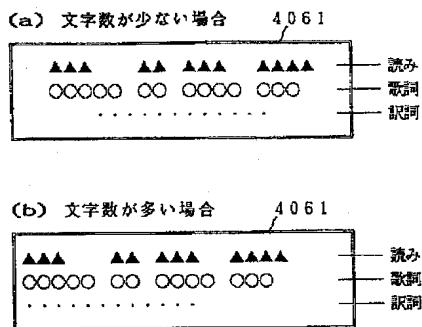 (a) 文字数が少ない場合 4061
▲▲▲ ▲▲ ▲▲▲ ▲▲▲▲ 読み
○○○○○ ○○ ○○○○ ○○○ 歌詞
・・・・・・・・・・・・ 訳詞
(b) 文字数が多い場合 4061
▲▲▲ ▲▲ ▲▲▲ ▲▲▲▲ 読み
○○○○○ ○○ ○○○○ ○○○ 歌詞
・・・・・・・・・・・・ 訳詞